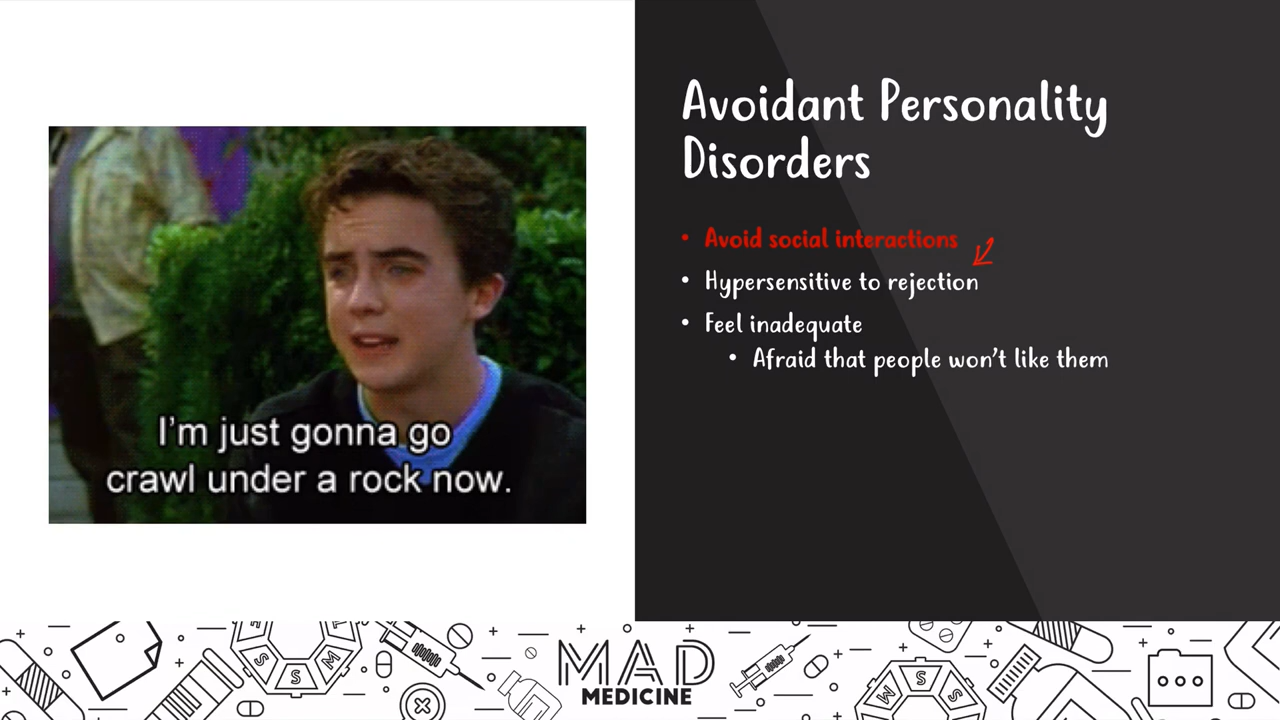 I'm just gonna go
crawl under a rock now.
Avoidant Personality
Disorders
• Avoid social interactions
• Hypersensitive to rejection
• Feel inadequate
• Afraid that people won't like them
MAD
MEDICINE
S
S
M
M
S
S